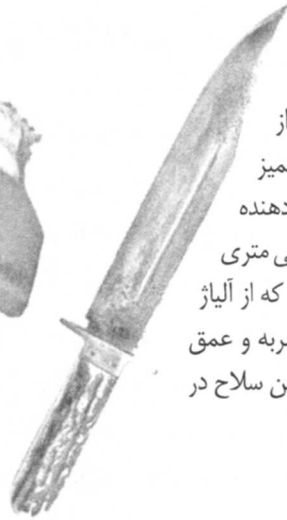 از
میز
دهنده
ی متری
که از آلیاژ
ربه و عمق
ن سلاح در